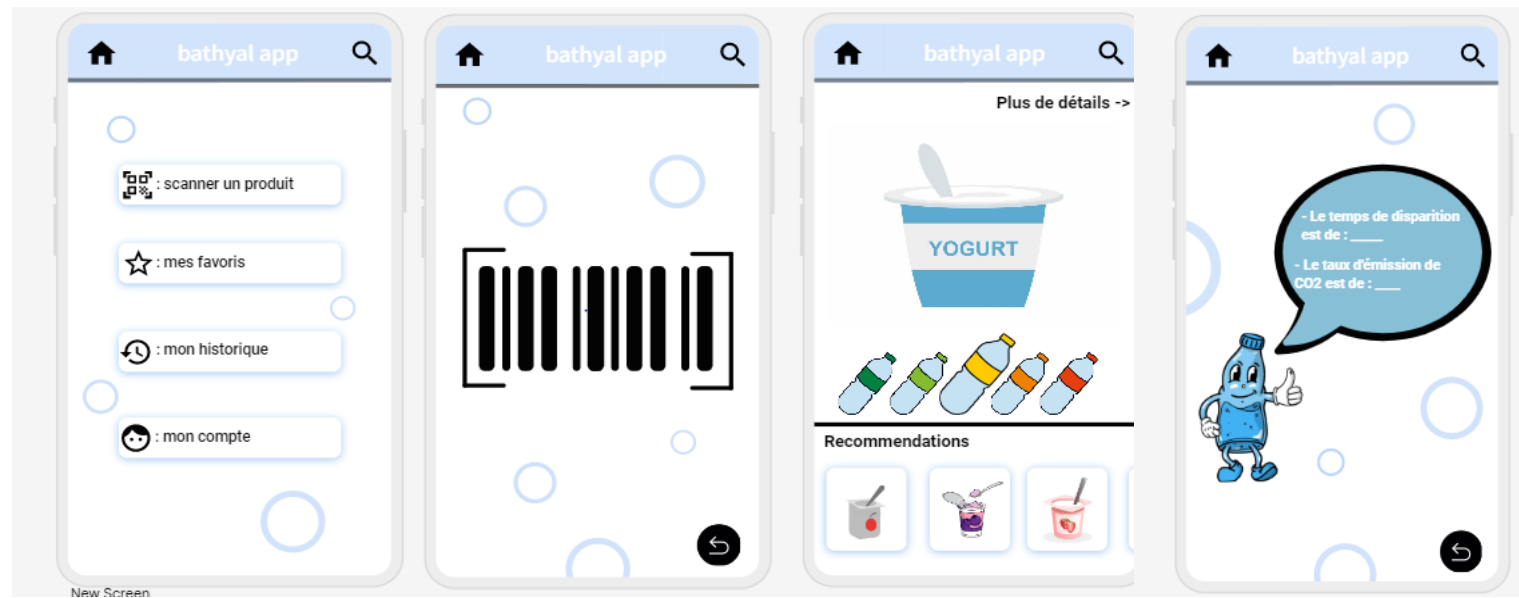 bathyal app
: scanner un produit
: mes favoris
: mon historique
: mon compte
New Screen
bathyal app
bathyal app
Plus de détails ->
YOGURT
Recommendations
bathyal app
- Le temps de disparition
est de : ____
- Le taux d'émission de
CO2 est de : ___